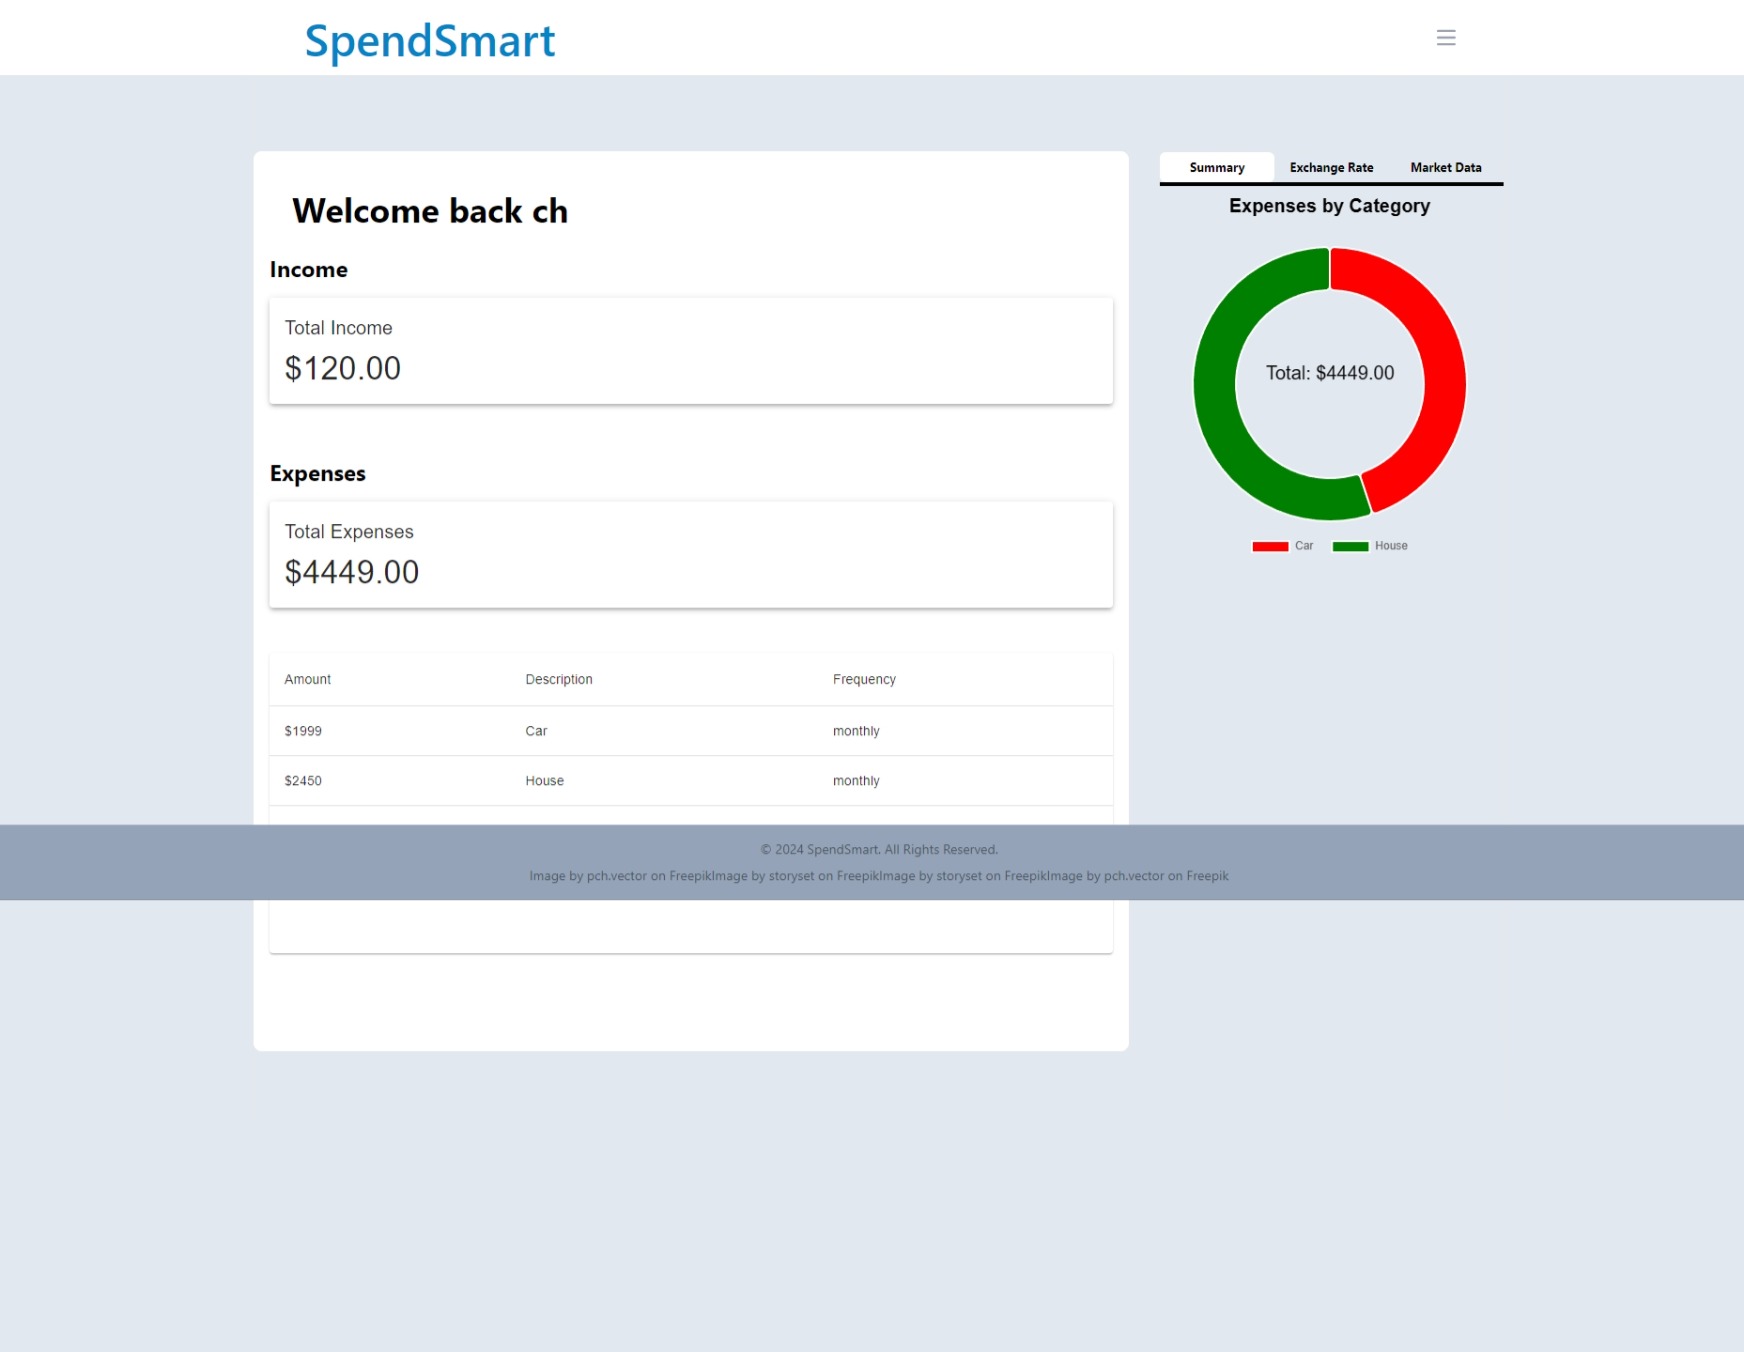 SpendSmart
Welcome back ch
Income
Total Income
$120.00
Expenses
Total Expenses
$4449.00
Amount Description Frequency
$1999 Car monthly
$2450 House monthly
Summary Exchange Rate Market Data
Expenses by Category
Total: $4449.00
Car House
© 2024 SpendSmart. All Rights Reserved.
Image by pch.vector on FreepikImage by storyset on FreepikImage by storyset on FreepikImage by pch.vector on Freepik